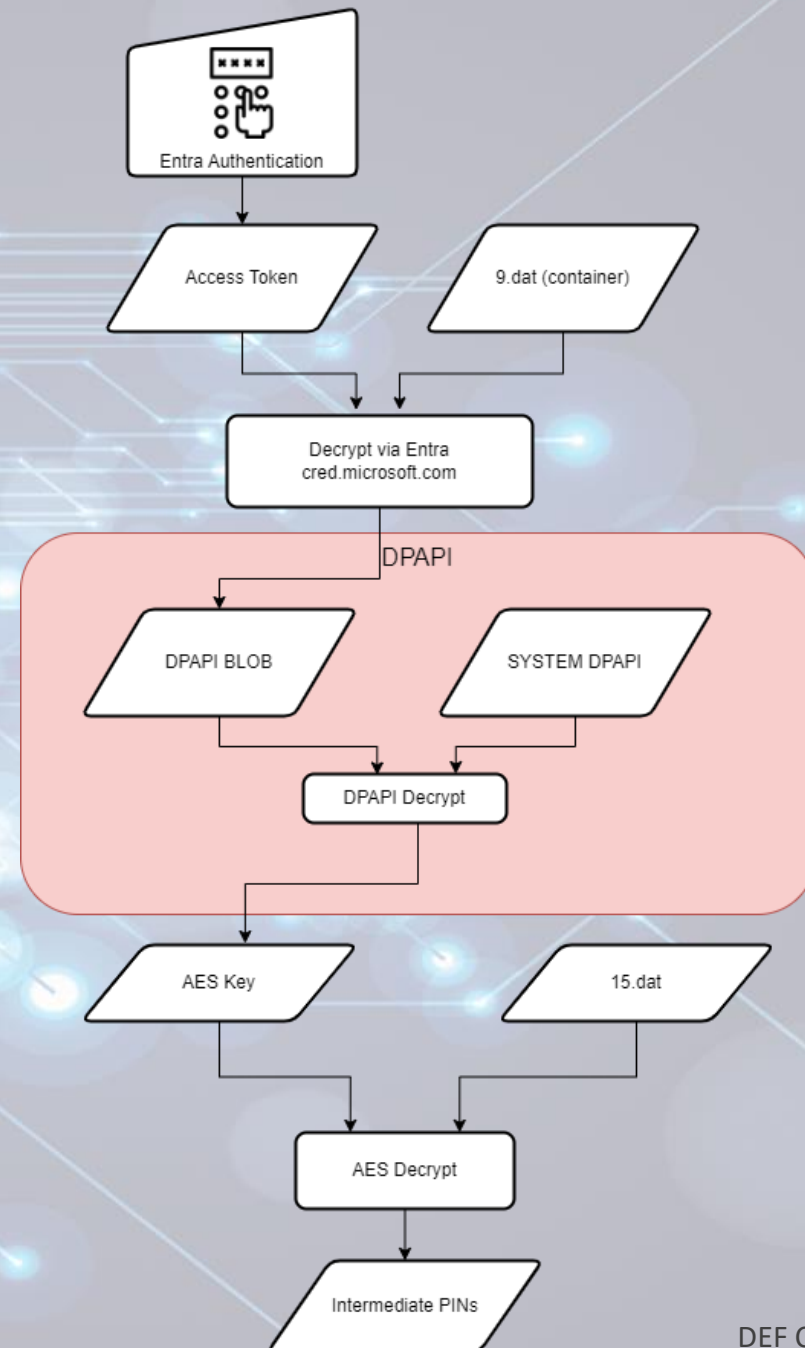 Entra Authentication
Access Token
9.dat (container)
Decrypt via Entra
cred.microsoft.com
DPAPI
DPAPI BLOB
SYSTEM DPAPI
DPAPI Decrypt
AES Key
15.dat
AES Decrypt
Intermediate PINs
DEF